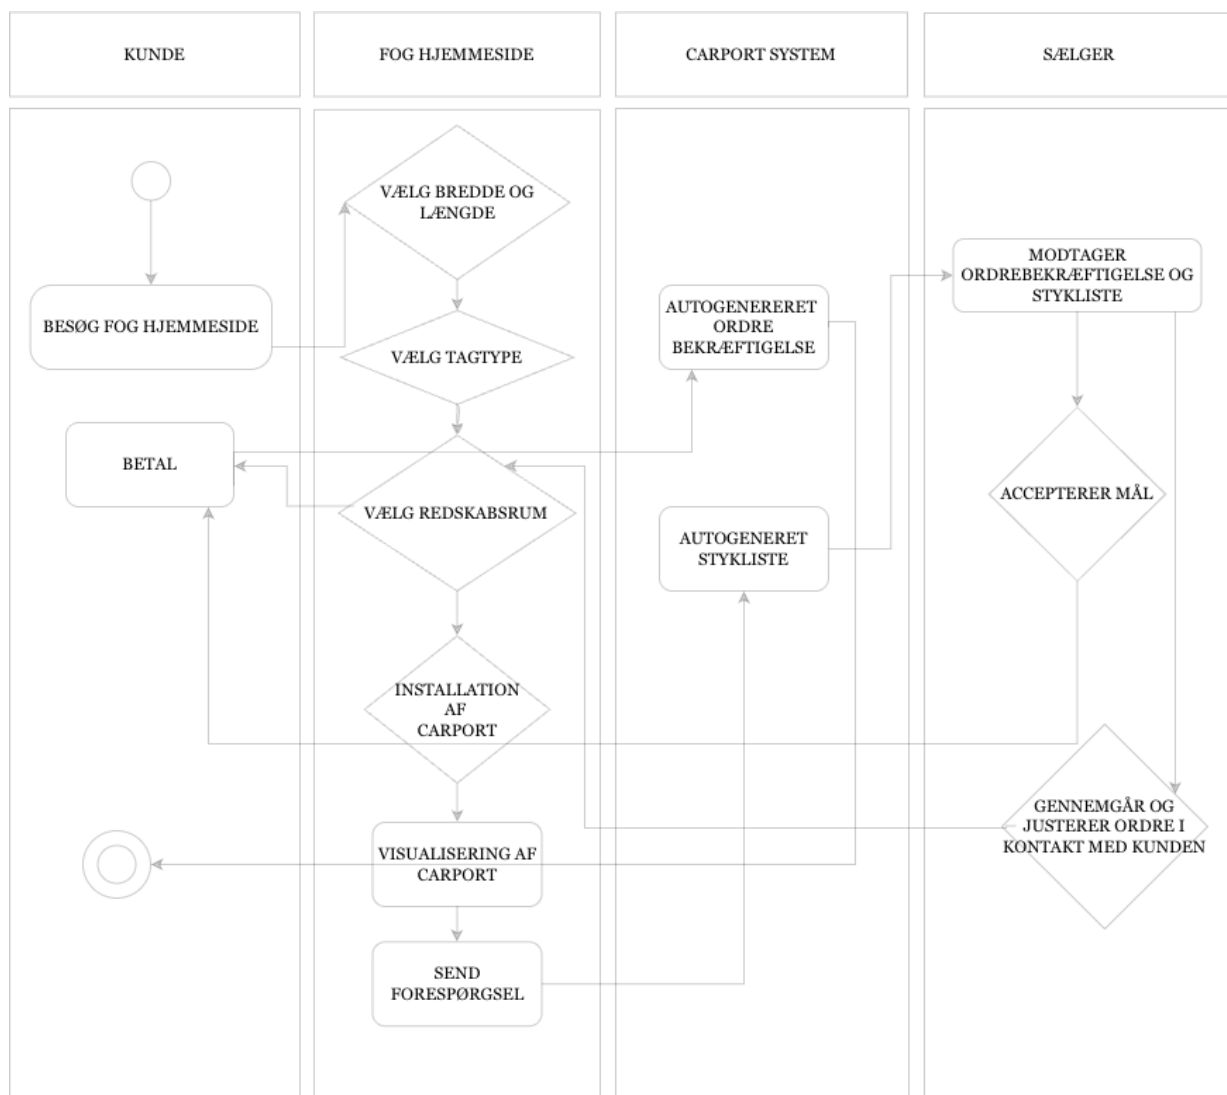 KUNDE
FOG HJEMMESIDE
CARPORT SYSTEM
SÆLGER
BESØG FOG HJEMMESIDE
BETAL
VÆLG BREDDE OG
LÆNGDE
VÆLG TAGTYPE
VÆLG REDSKABSRUM
INSTALLATION
AF
CARPORT
VISUALISERING AF
CARPORT
SEND
FORESPØRGSEL
AUTOGENERERET
ORDRE
BEKRÆFTIGELSE
AUTOGENERET
STYKLISTE
MODTAGER
ORDREBEKRÆFTIGELSE OG
STYKLISTE
ACCEPTERER MÅL
GENNEMGÅR OG
JUSTERER ORDRE I
KONTAKT MED KUNDEN